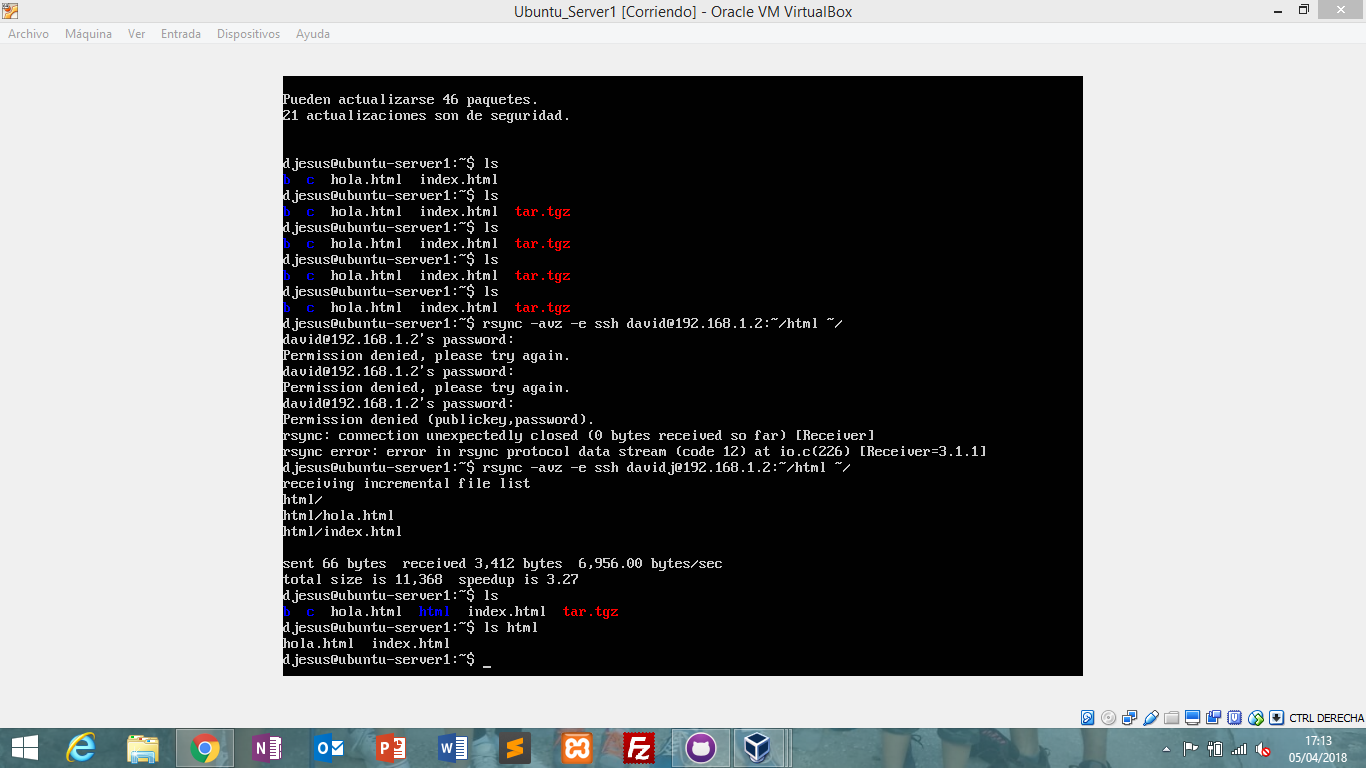 Ubuntu_Server1 [Corriendo] - Oracle VM VirtualBox
Archivo Máquina Ver Entrada Dispositivos Ayuda
Pueden actualizarse 46 paquetes.
21 actualizaciones son de seguridad.
djesus@ubuntu-server1:~$ ls
b c hola.html index.html
djesus@ubuntu-server1:~$ ls
b c hola.html index.html tar.tgz
djesus@ubuntu-server1:~$ ls
b c hola.html index.html tar.tgz
djesus@ubuntu-server1:~$ ls
b c hola.html index.html tar.tgz
djesus@ubuntu-server1:~$ ls
b c hola.html index.html tar.tgz
djesus@ubuntu-server1:~$ rsync -avz -e ssh david@192.168.1.2:~/html ~/
david@192.168.1.2's password:
Permission denied, please try again.
david@192.168.1.2's password:
Permission denied, please try again.
david@192.168.1.2's password:
Permission denied (publickey,password).
rsync: connection unexpectedly closed (0 bytes received so far) [Receiver]
rsync error: error in rsync protocol data stream (code 12) at io.c(226) [Receiver=3.1.1]
djesus@ubuntu-server1:~$ rsync -avz -e ssh davidj@192.168.1.2:~/html ~/
receiving incremental file list
html/
html/hola.html
html/index.html
sent 66 bytes received 3,412 bytes 6,956.00 bytes/sec
total size is 11,368 speedup is 3.27
djesus@ubuntu-server1:~$ ls
b c hola.html html index.html tar.tgz
djesus@ubuntu-server1:~$ ls html
hola.html index.html
djesus@ubuntu-server1:~$ _
CTRL DERECHA
17:13
05/04/2018